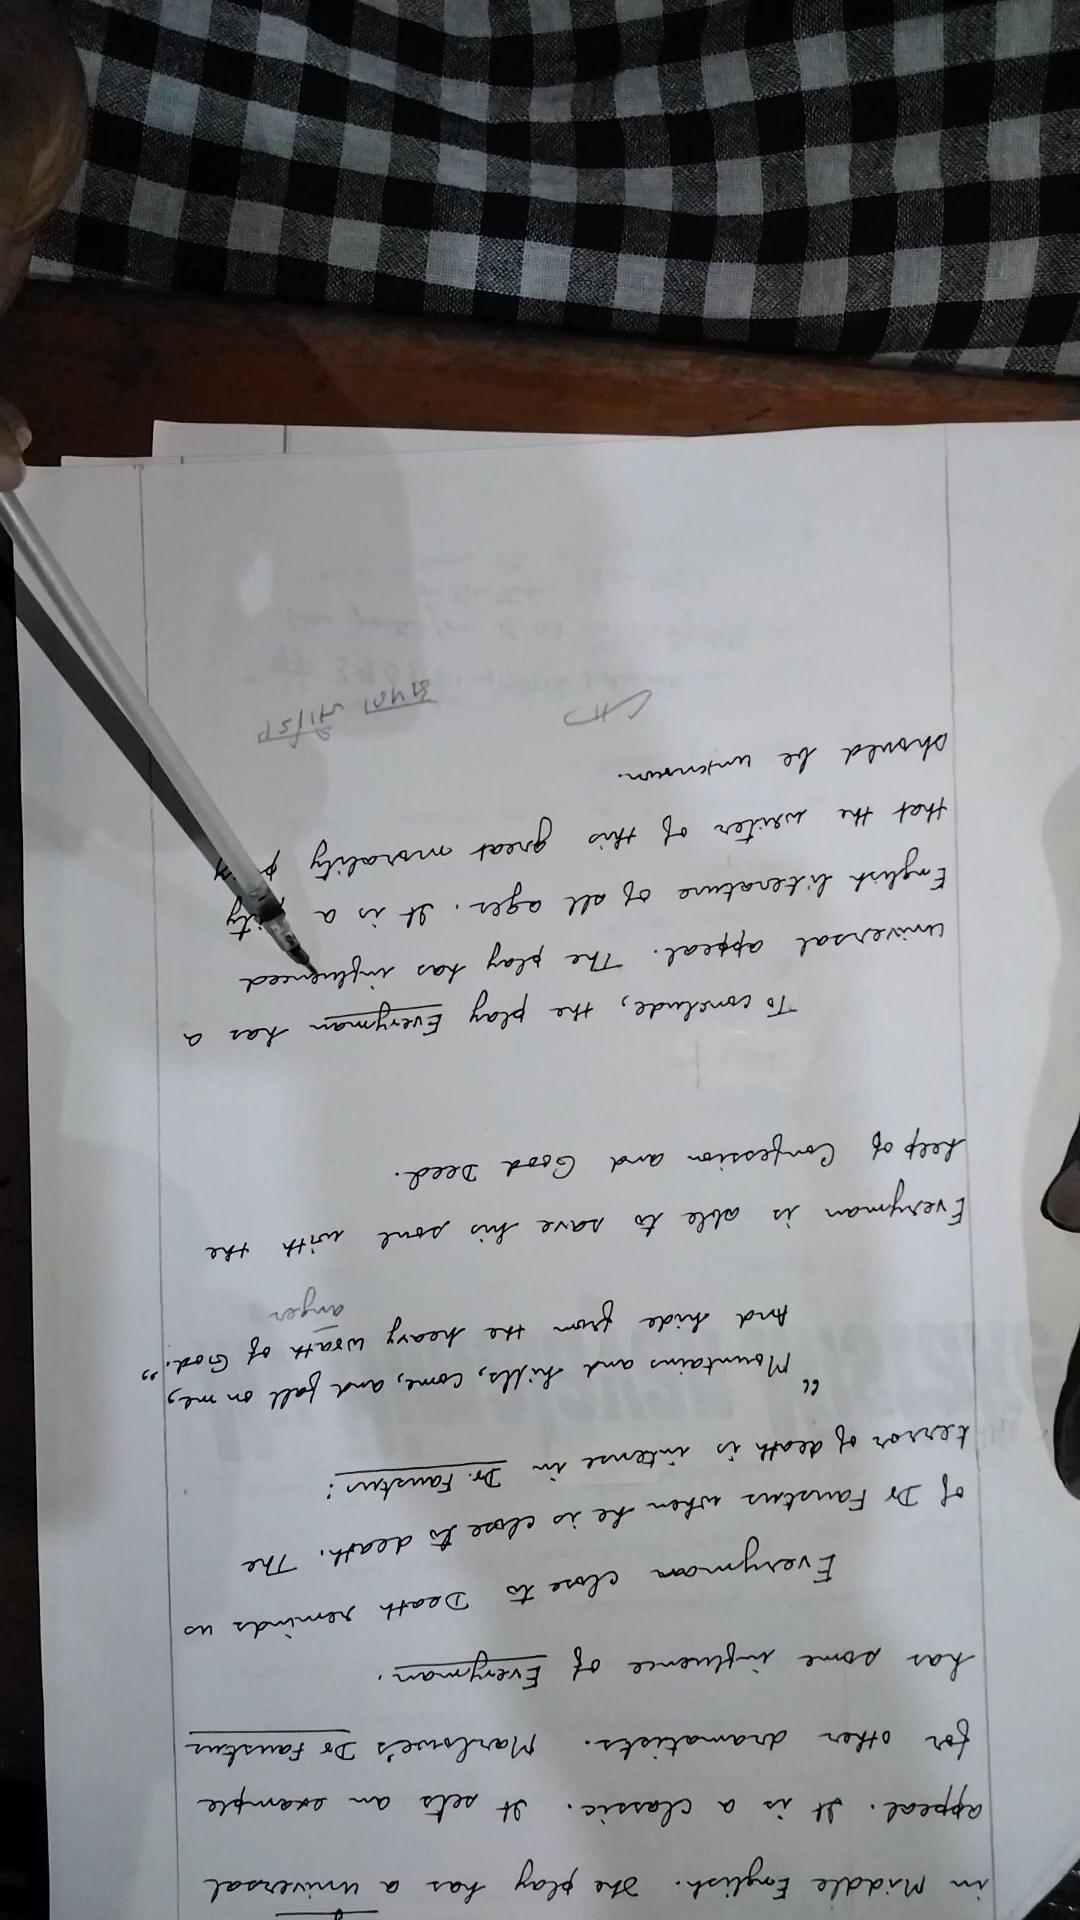 in Middle English. The play has a universal
appeal. It is a classic. It sets an example
for other dramatists. Marlowe's Dr Faustus
has some influence of Everyman.
Everyman close to Death reminds us
of Dr Faustus when he is close to death. The
terror of death is intense in Dr. Faustus:
"Mountains and hills, come, and fall on me,
And hide from the heavy wrath of God."
anger
Everyman is able to save his soul with the
help of Confession and Good Deed.
To conclude, the play Everyman has a
universal appeal. The play has influenced
English literature of all ages. It is a
that the writer of this great morality
should be unknown.